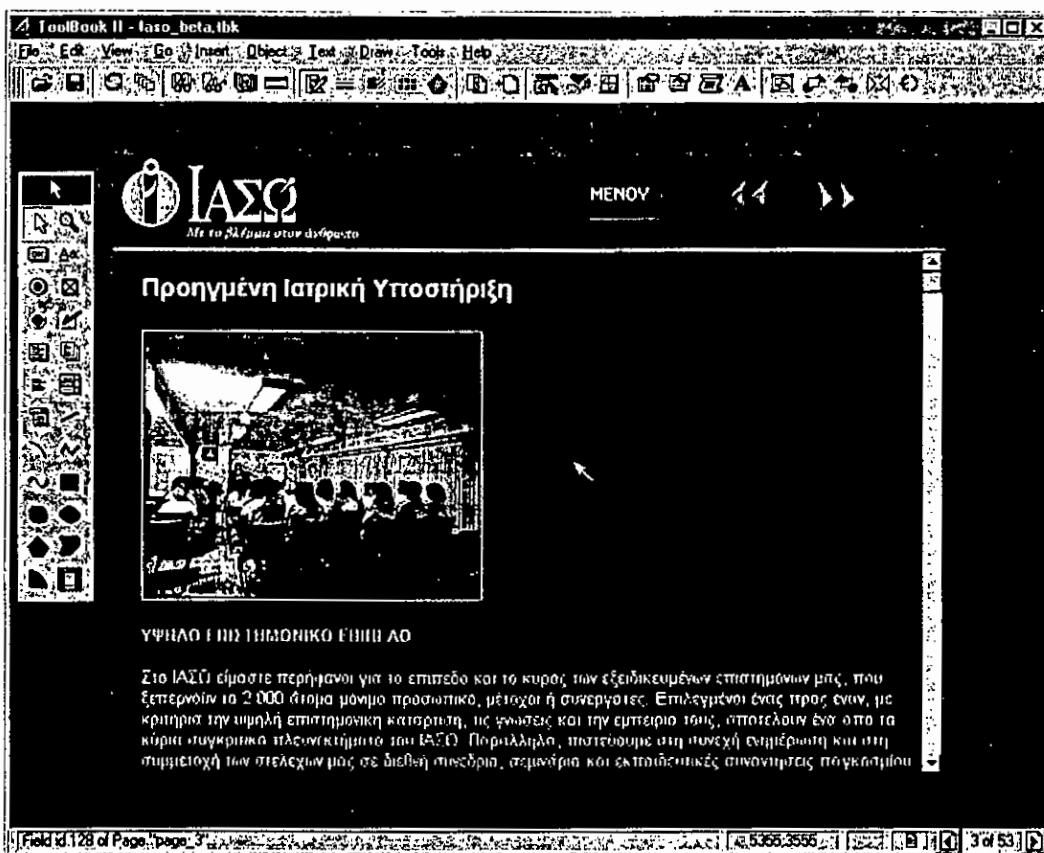 ToolBook II - Iaso_beta.tbk
File Edit View Go Insert Object Text Draw Tools Help
ΙΑΣΩ
Με το βλέμμα στον άνθρωπο
ΜΕΝΟΥ
Προηγμένη Ιατρική Υποστήριξη
ΥΨΗΛΟ ΕΠΙΣΤΗΜΟΝΙΚΟ ΕΠΙΠΕΔΟ
Στο ΙΑΣΩ είμαστε περήφανοι για το επίπεδο και το κύρος των εξειδικευμένων επιστημόνων μας, που
ξεπερνούν τα 2.000 άτομα μόνιμο προσωπικό, μέτοχοι ή συνεργάτες. Επιλεγμένοι ένας προς έναν, με
κριτήρια την υψηλή επιστημονική κατάρτιση, τις γνώσεις και την εμπειρία τους, αποτελούν ένα από τα
κύρια συγκριτικά πλεονεκτήματα του ΙΑΣΩ. Παράλληλα, πιστεύουμε στη συνεχή ενημέρωση και στη
συμμετοχή των στελεχών μας σε διεθνή συνέδρια, σεμινάρια και εκπαιδευτικές συναντήσεις παγκοσμίου
Field id 128 of Page "page_3" 5355,3555 3 of 53